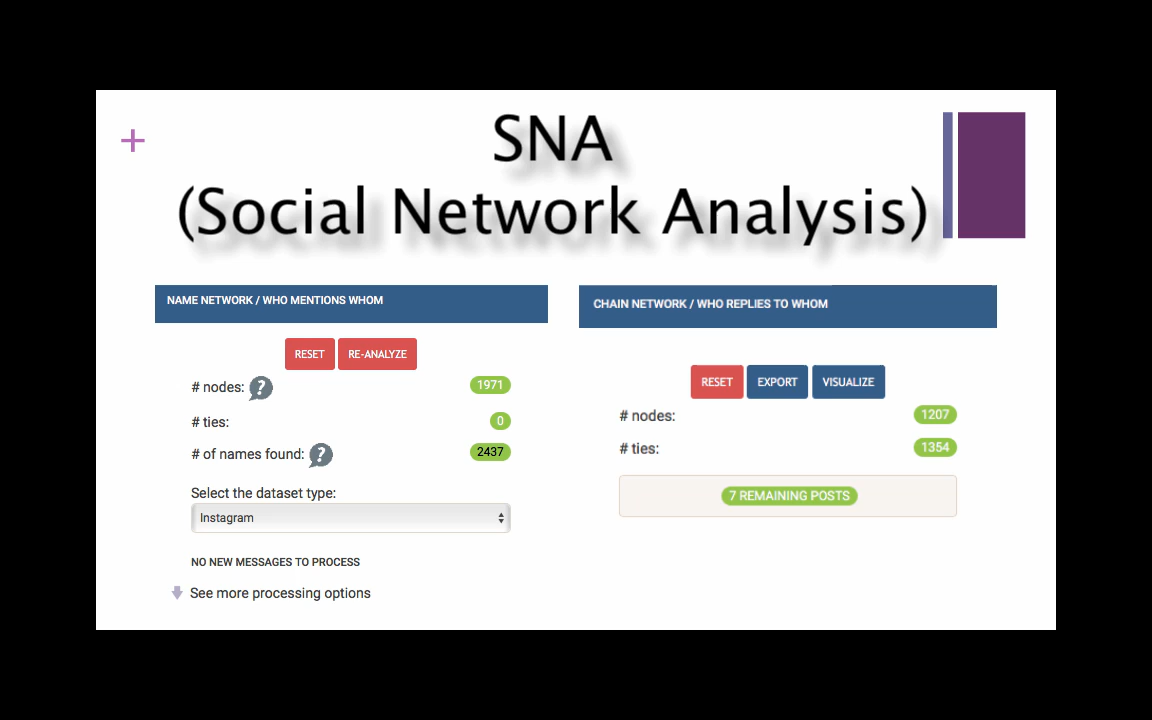 SNA
(Social Network Analysis)
NAME NETWORK / WHO MENTIONS WHOM
RESET RE-ANALYZE
# nodes: ? 1971
# ties: 0
# of names found: ? 2437
Select the dataset type:
Instagram
NO NEW MESSAGES TO PROCESS
See more processing options
CHAIN NETWORK / WHO REPLIES TO WHOM
RESET EXPORT VISUALIZE
# nodes: 1207
# ties: 1354
7 REMAINING POSTS